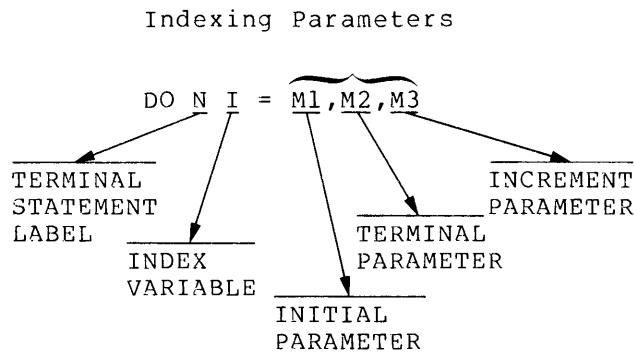 Indexing Parameters
DO N I = M1,M2,M3
TERMINAL
STATEMENT
LABEL
INDEX
VARIABLE
INITIAL
PARAMETER
TERMINAL
PARAMETER
INCREMENT
PARAMETER